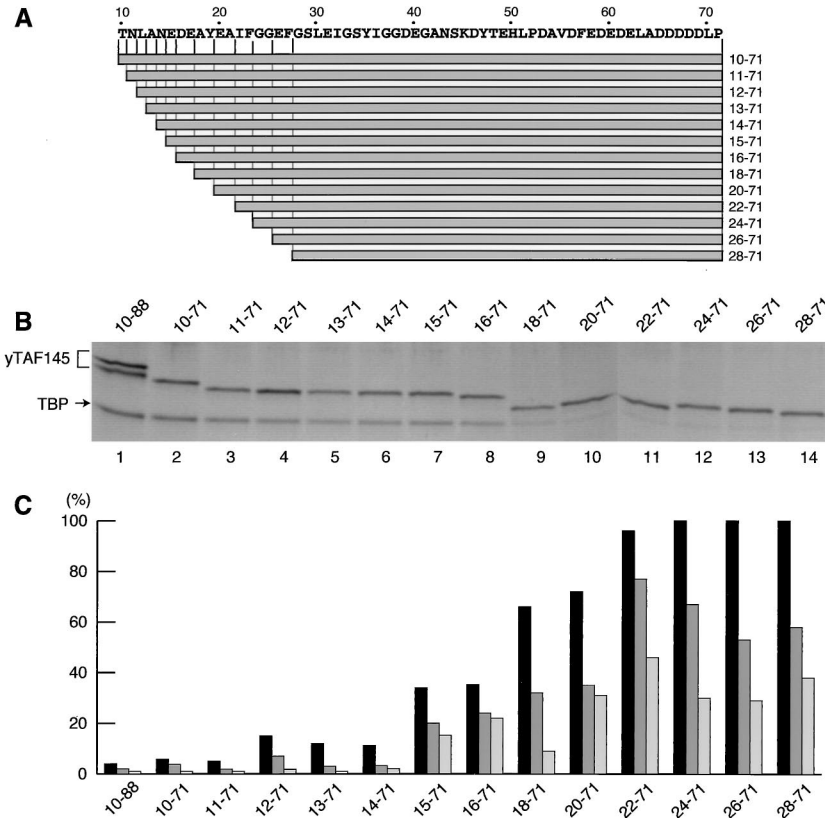 A
10 20 30 40 50 60 70
TNLANEDEAYEAIFGGEFGSLEIGSYIGGDEGANSKDYTEHLPDAVDFEDEDELADDDDDLP
10-71
11-71
12-71
13-71
14-71
15-71
16-71
18-71
20-71
22-71
24-71
26-71
28-71
B
10-88 10-71 11-71 12-71 13-71 14-71 15-71 16-71 18-71 20-71 22-71 24-71 26-71 28-71
yTAF145
TBP
1 2 3 4 5 6 7 8 9 10 11 12 13 14
C
(%)
100
80
60
40
20
0
10-88 10-71 11-71 12-71 13-71 14-71 15-71 16-71 18-71 20-71 22-71 24-71 26-71 28-71